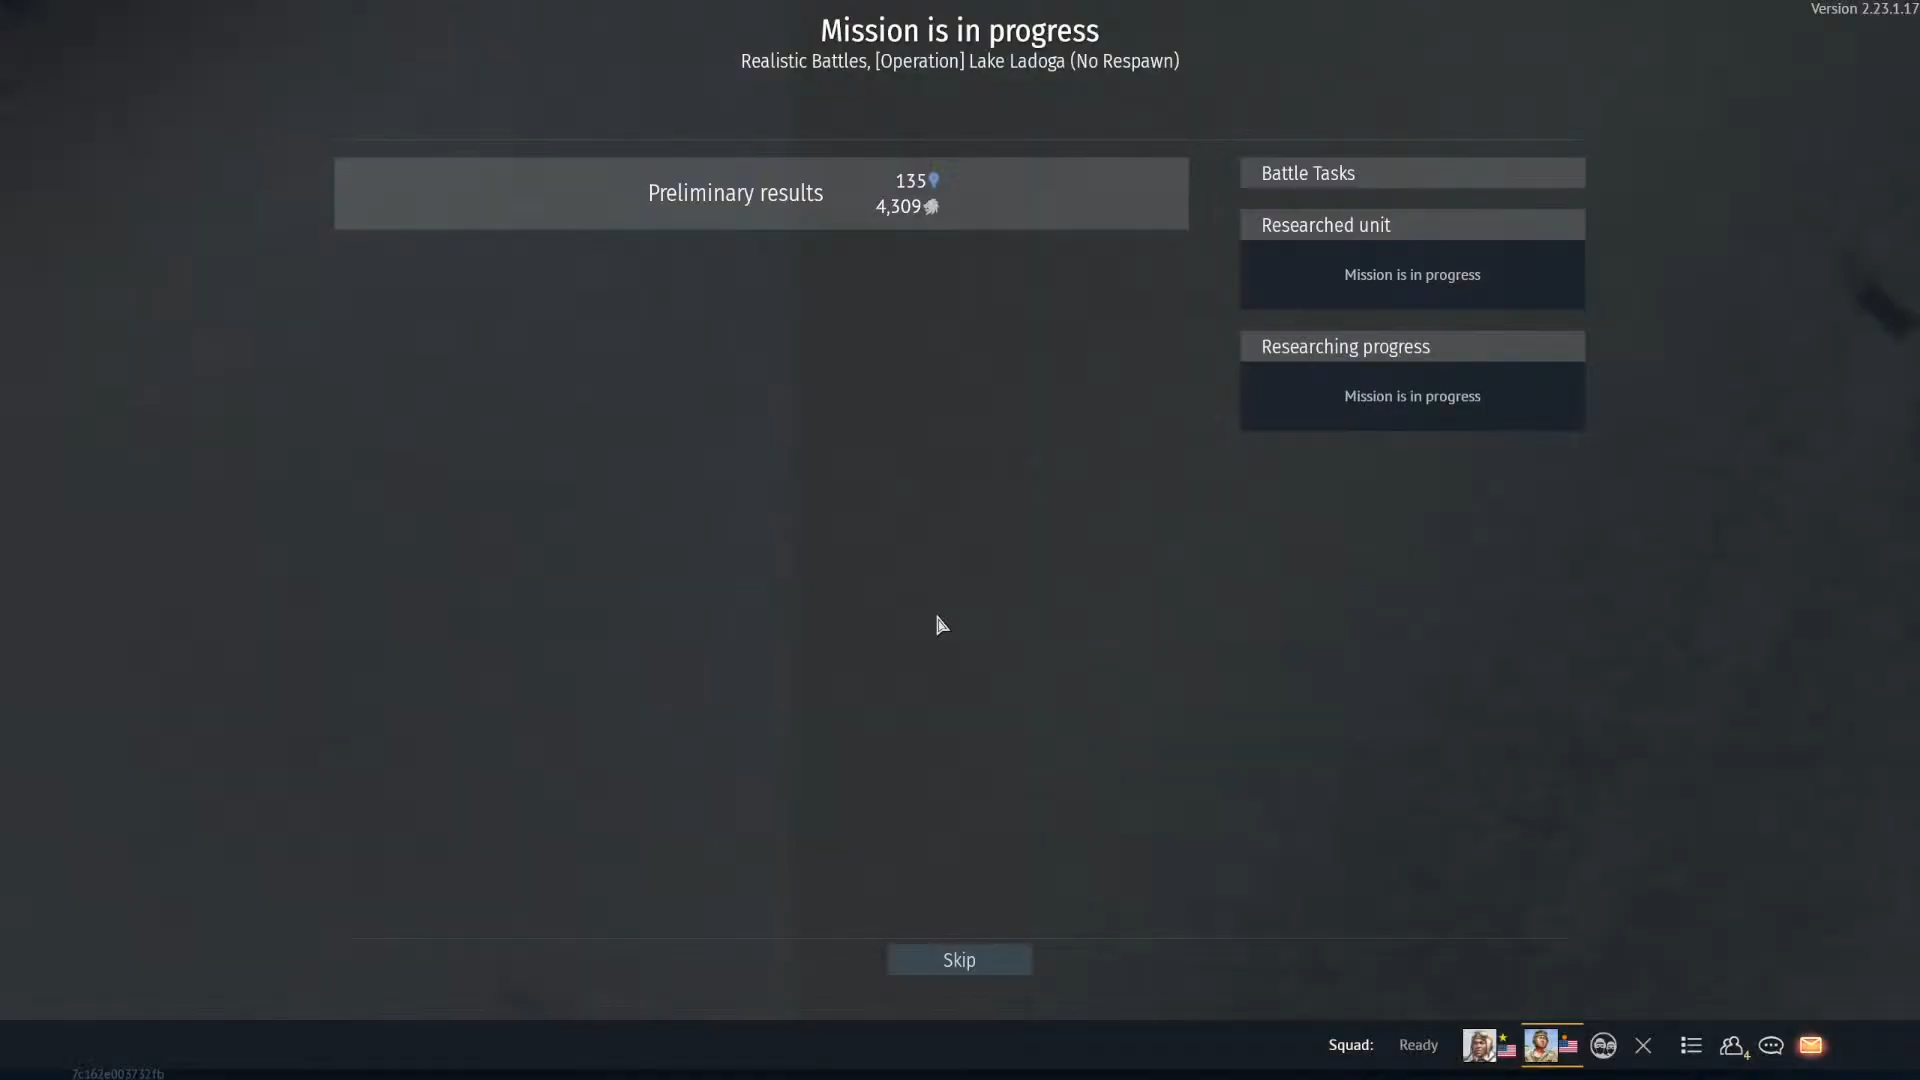 Version 2.23.1.17
Mission is in progress
Realistic Battles, [Operation] Lake Ladoga (No Respawn)
Preliminary results
135
4,309
Battle Tasks
Researched unit
Mission is in progress
Researching progress
Mission is in progress
Skip
Squad: Ready
4
7c162e003732fb